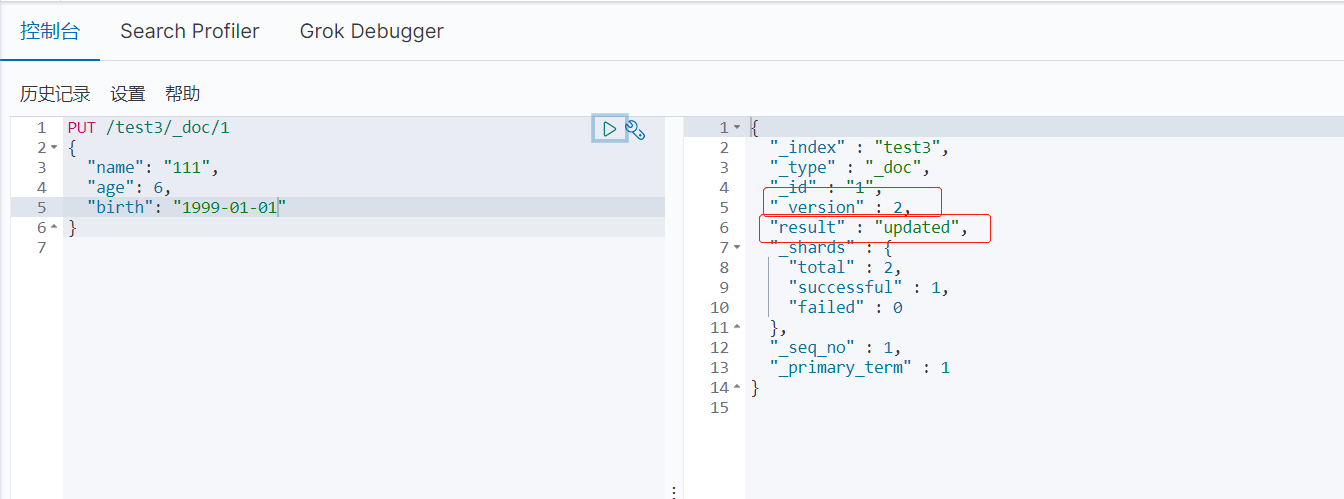 控制台 Search Profiler Grok Debugger
历史记录 设置 帮助
1 PUT /test3/_doc/1
2 {
3 "name": "111",
4 "age": 6,
5 "birth": "1999-01-01"
6 }
7
1 {
2 "_index" : "test3",
3 "_type" : "_doc",
4 "_id" : "1",
5 "_version" : 2,
6 "result" : "updated",
7 "_shards" : {
8 "total" : 2,
9 "successful" : 1,
10 "failed" : 0
11 },
12 "_seq_no" : 1,
13 "_primary_term" : 1
14 }
15